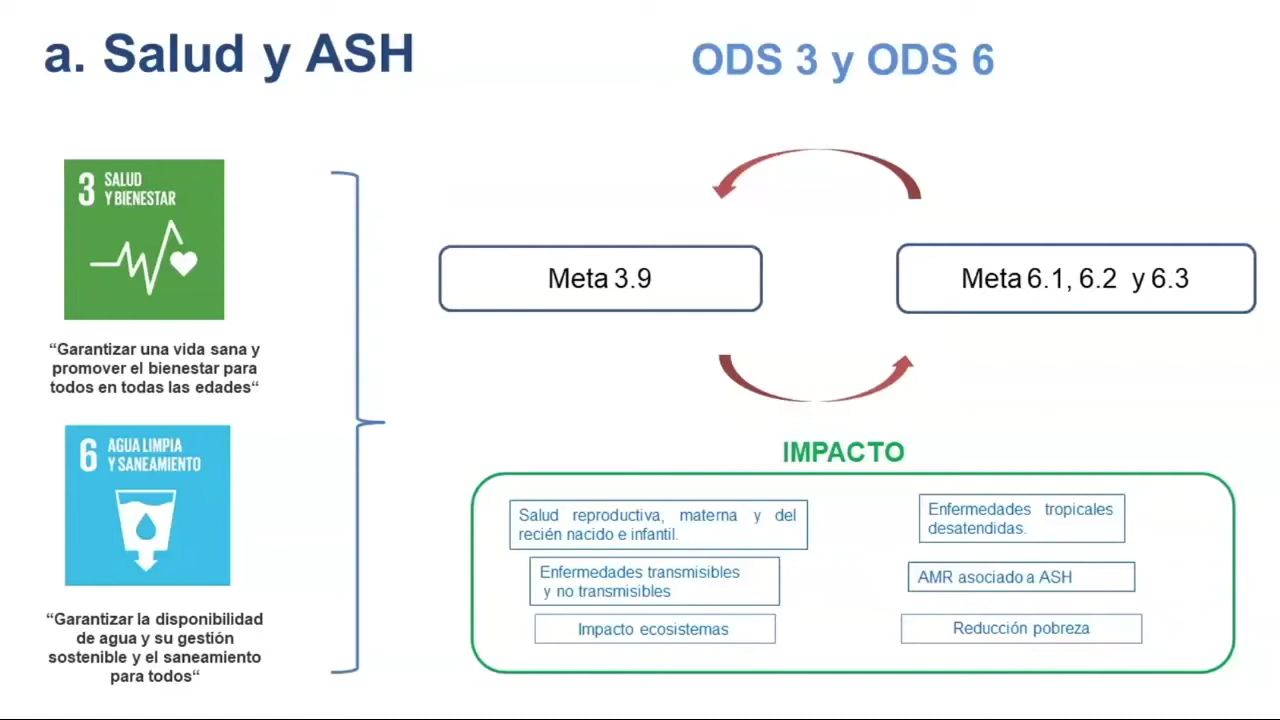 a. Salud y ASH
ODS 3 y ODS 6
3 SALUD
Y BIENESTAR
“Garantizar una vida sana y
promover el bienestar para
todos en todas las edades“
6 AGUA LIMPIA
Y SANEAMIENTO
“Garantizar la disponibilidad
de agua y su gestión
sostenible y el saneamiento
para todos“
Meta 3.9
Meta 6.1, 6.2 y 6.3
IMPACTO
Salud reproductiva, materna y del
recién nacido e infantil.
Enfermedades transmisibles
y no transmisibles
Impacto ecosistemas
Enfermedades tropicales
desatendidas.
AMR asociado a ASH
Reducción pobreza